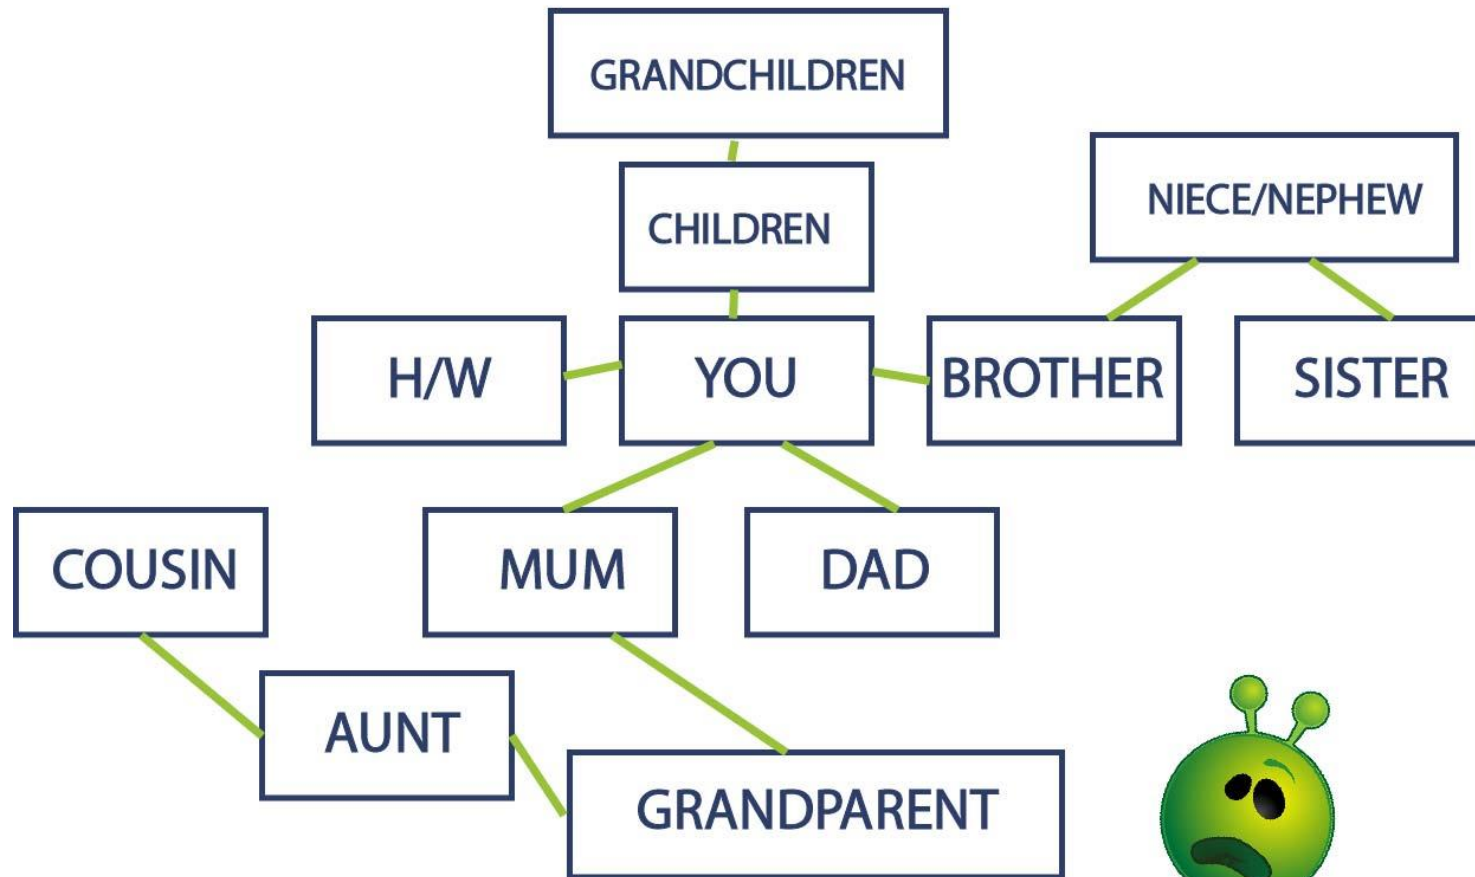 GRANDCHILDREN
NIECE/NEPHEW
CHILDREN
H/W
YOU
BROTHER
SISTER
COUSIN
MUM
DAD
AUNT
GRANDPARENT